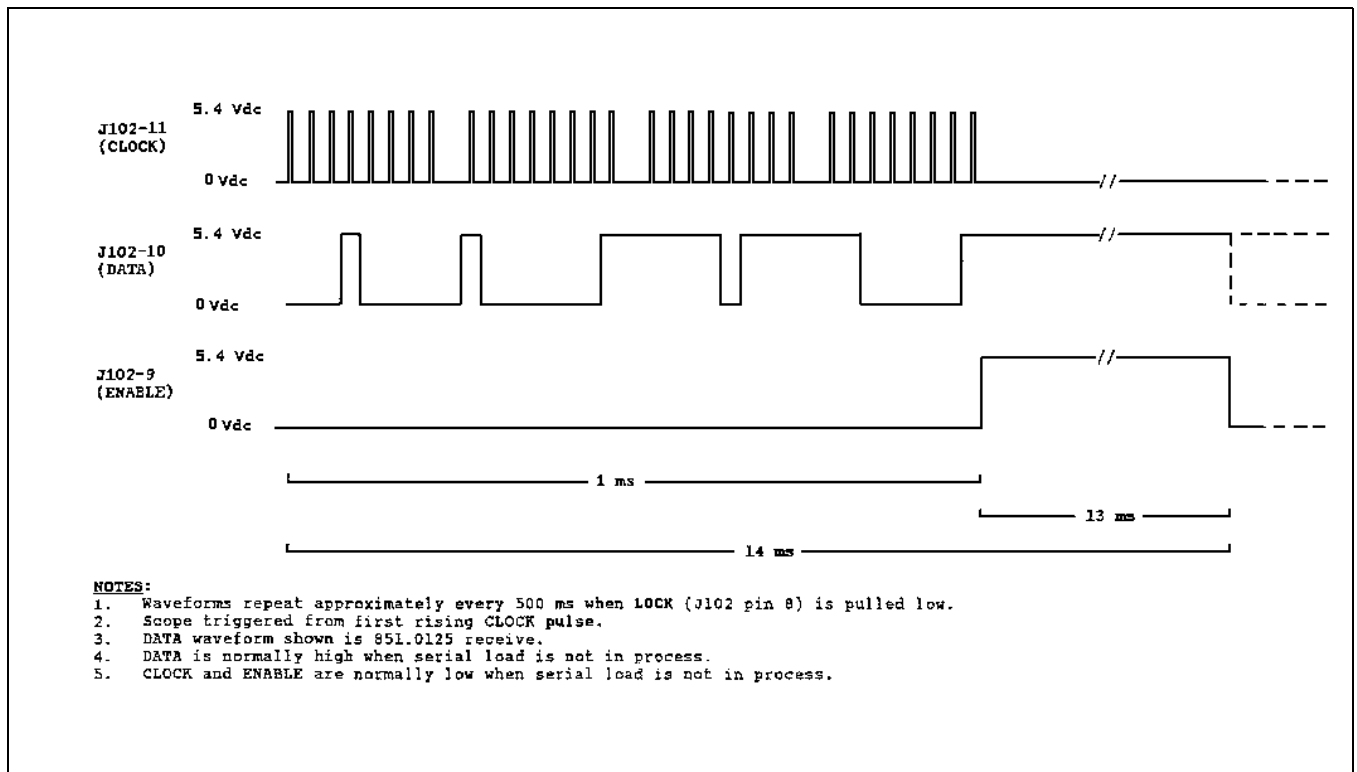 5.4 Vdc
J102-11
(CLOCK)
0 Vdc
5.4 Vdc
J102-10
(DATA)
0 Vdc
5.4 Vdc
J102-9
(ENABLE)
0 Vdc
1 ms
13 ms
14 ms
NOTES:
1. Waveforms repeat approximately every 500 ms when LOCK (J102 pin 8) is pulled low.
2. Scope triggered from first rising CLOCK pulse.
3. DATA waveform shown is 851.0125 receive.
4. DATA is normally high when serial load is not in process.
5. CLOCK and ENABLE are normally low when serial load is not in process.